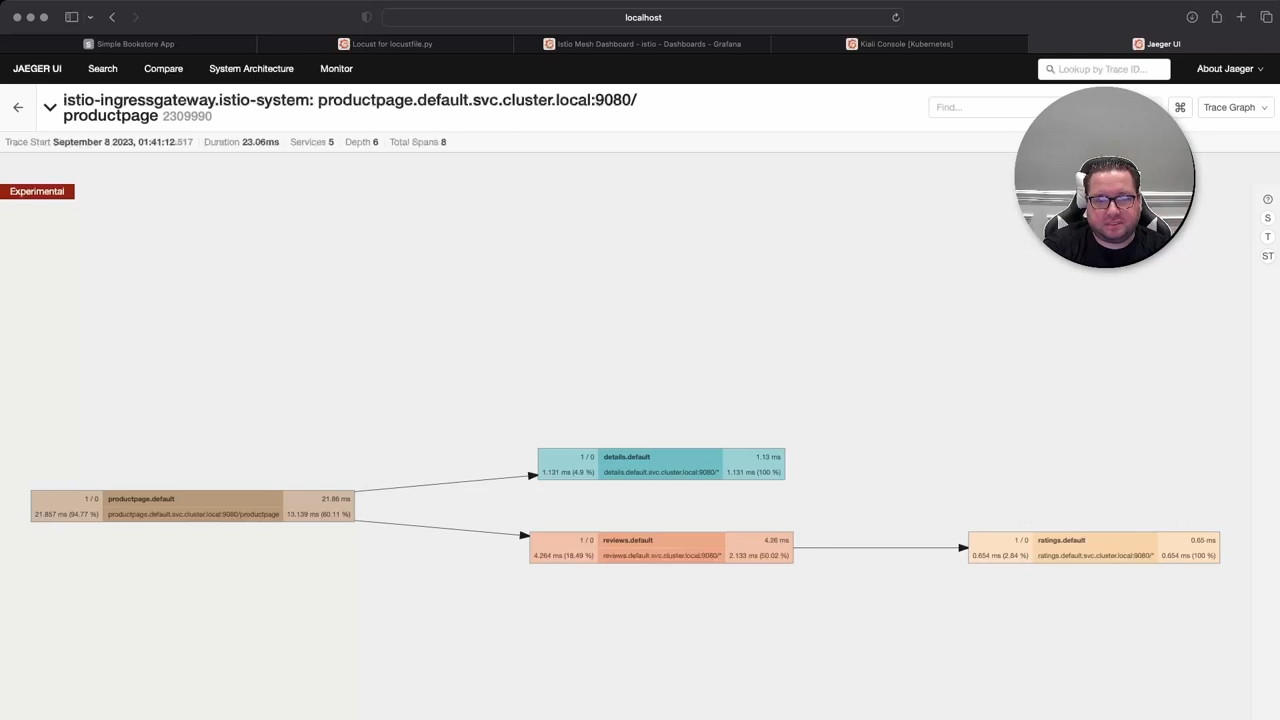 localhost
Simple Bookstore App
Locust for locustfile.py
Istio Mesh Dashboard - istio - Dashboards - Grafana
Kiali Console [Kubernetes]
Jaeger UI
JAEGER UI
Search
Compare
System Architecture
Monitor
Lookup by Trace ID...
About Jaeger
istio-ingressgateway.istio-system: productpage.default.svc.cluster.local:9080/
productpage 2309990
Find...
⌘
Trace Graph
Trace Start September 8 2023, 01:41:12.517 Duration 23.06ms Services 5 Depth 6 Total Spans 8
Experimental
S
T
ST
1 / 0 details.default 1.13 ms
1.131 ms (4.9 %) details.default.svc.cluster.local:9080/* 1.131 ms (100 %)
1 / 0 productpage.default 21.86 ms
21.857 ms (94.77 %) productpage.default.svc.cluster.local:9080/productpage 13.139 ms (60.11 %)
1 / 0 reviews.default 4.26 ms
4.264 ms (18.49 %) reviews.default.svc.cluster.local:9080/* 2.133 ms (50.02 %)
1 / 0 ratings.default 0.65 ms
0.654 ms (2.84 %) ratings.default.svc.cluster.local:9080/* 0.654 ms (100 %)